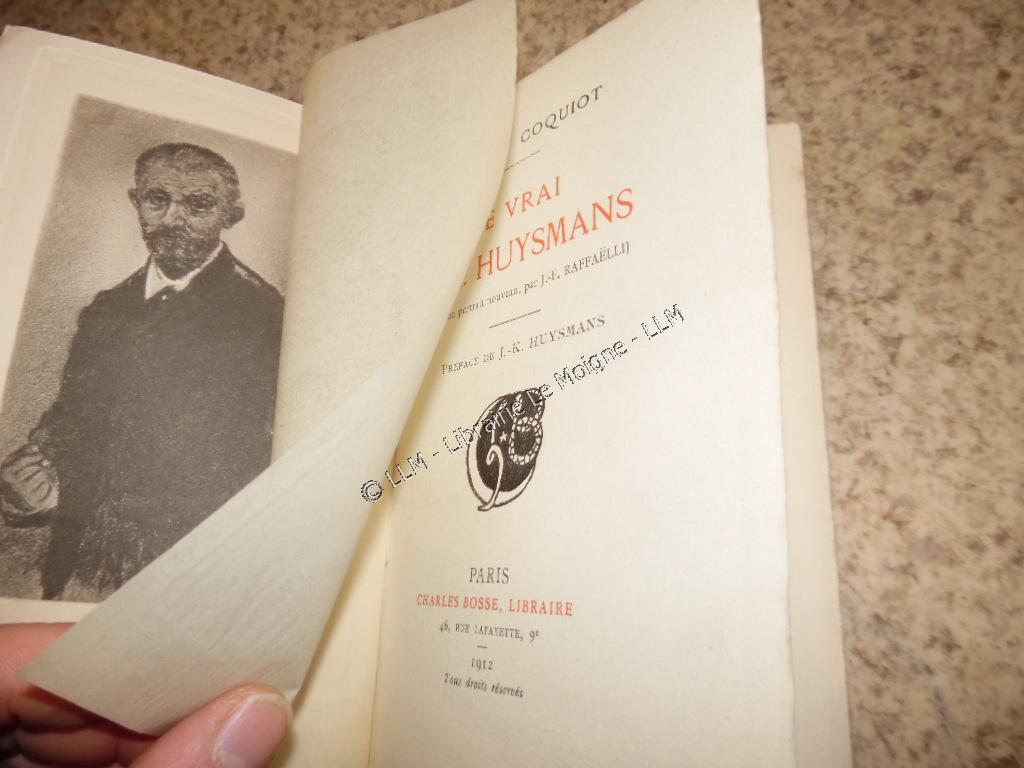 COQUIOT
E VRAI
. HUYSMANS
un portrait nouveau, par J.-F. RAFFAËLLI)
PRÉFACE DE J.-K. HUYSMANS
© LLM - Librairie Le Moigne - LLM
PARIS
CHARLES BOSSE, LIBRAIRE
46, RUE LAFAYETTE, 9e
1912
Tous droits réservés